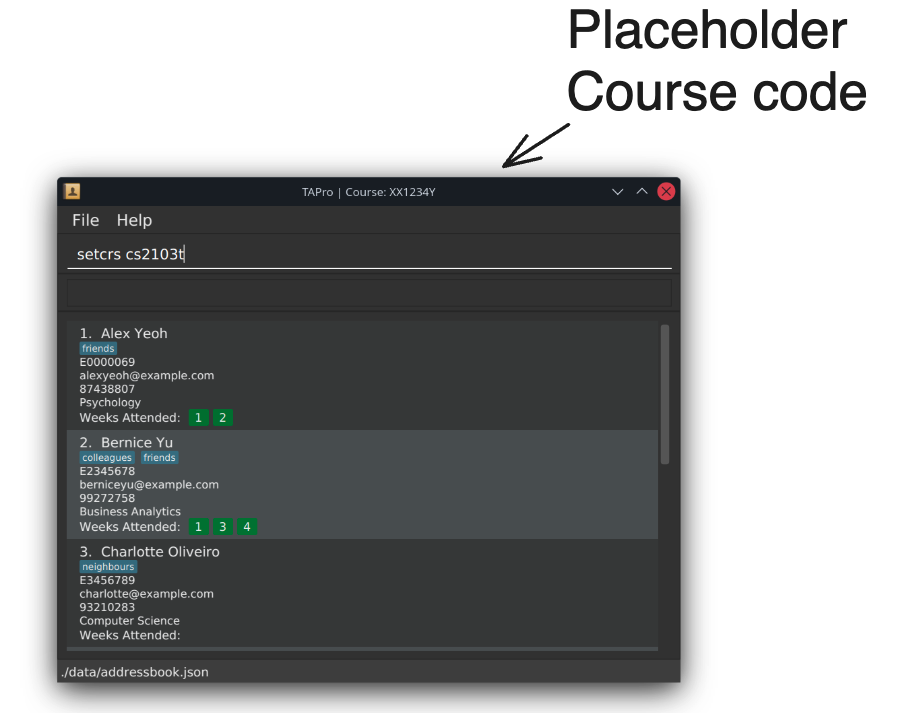 Placeholder
Course code
TAPro | Course: XX1234Y
File Help
setcrs cs2103t
1. Alex Yeoh
friends
E0000069
alexyeoh@example.com
87438807
Psychology
Weeks Attended: 1 2
2. Bernice Yu
colleagues friends
E2345678
berniceyu@example.com
99272758
Business Analytics
Weeks Attended: 1 3 4
3. Charlotte Oliveiro
neighbours
E3456789
charlotte@example.com
93210283
Computer Science
Weeks Attended:
./data/addressbook.json